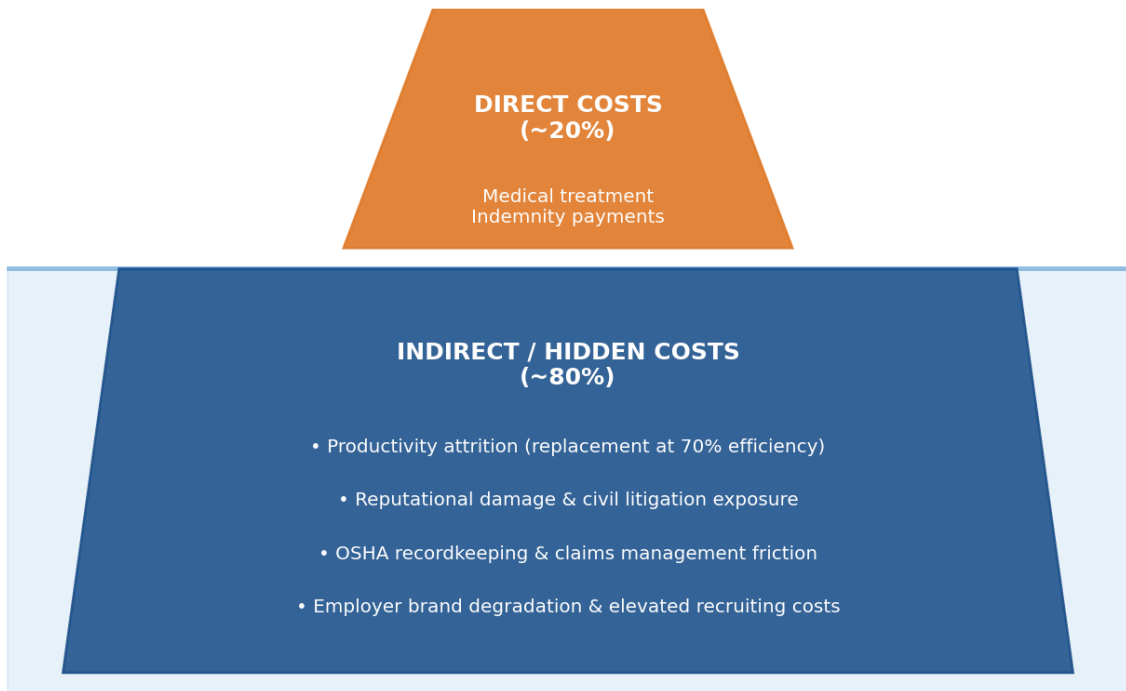 DIRECT COSTS
(~20%)
Medical treatment
Indemnity payments
INDIRECT / HIDDEN COSTS
(~80%)
• Productivity attrition (replacement at 70% efficiency)
• Reputational damage & civil litigation exposure
• OSHA recordkeeping & claims management friction
• Employer brand degradation & elevated recruiting costs